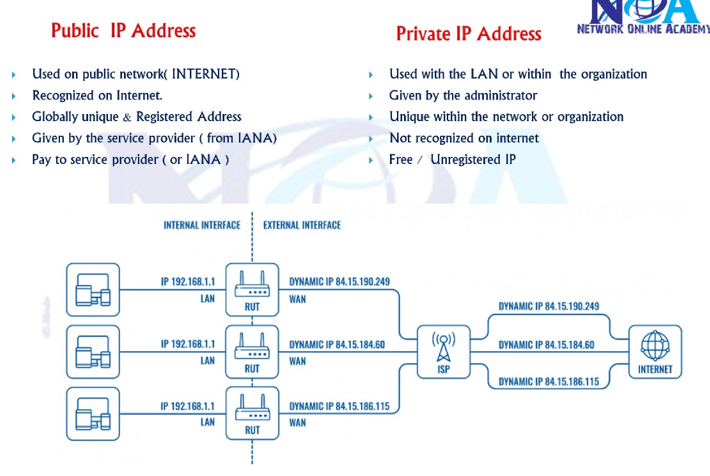 NOA
NETWORK ONLINE ACADEMY
Public IP Address
Used on public network( INTERNET)
Recognized on Internet.
Globally unique & Registered Address
Given by the service provider ( from IANA)
Pay to service provider ( or IANA )
Private IP Address
Used with the LAN or within the organization
Given by the administrator
Unique within the network or organization
Not recognized on internet
Free / Unregistered IP
INTERNAL INTERFACE
EXTERNAL INTERFACE
IP 192.168.1.1
LAN
RUT
DYNAMIC IP 84.15.190.249
WAN
IP 192.168.1.1
LAN
RUT
DYNAMIC IP 84.15.184.60
WAN
IP 192.168.1.1
LAN
RUT
DYNAMIC IP 84.15.186.115
WAN
ISP
DYNAMIC IP 84.15.190.249
DYNAMIC IP 84.15.184.60
DYNAMIC IP 84.15.186.115
INTERNET